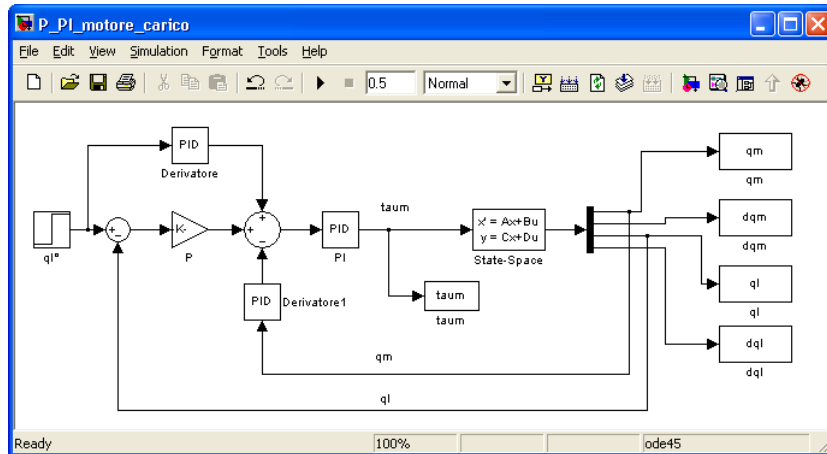 P_PI_motore_carico
File Edit View Simulation Format Tools Help
0.5 Normal
PID
Derivatore
ql°
+
−
K-
P
+
+
−
PID
PI
PID
Derivatore1
taum
x' = Ax+Bu
y = Cx+Du
State-Space
taum
taum
qm
qm
dqm
dqm
ql
ql
dql
dql
qm
ql
Ready 100% ode45